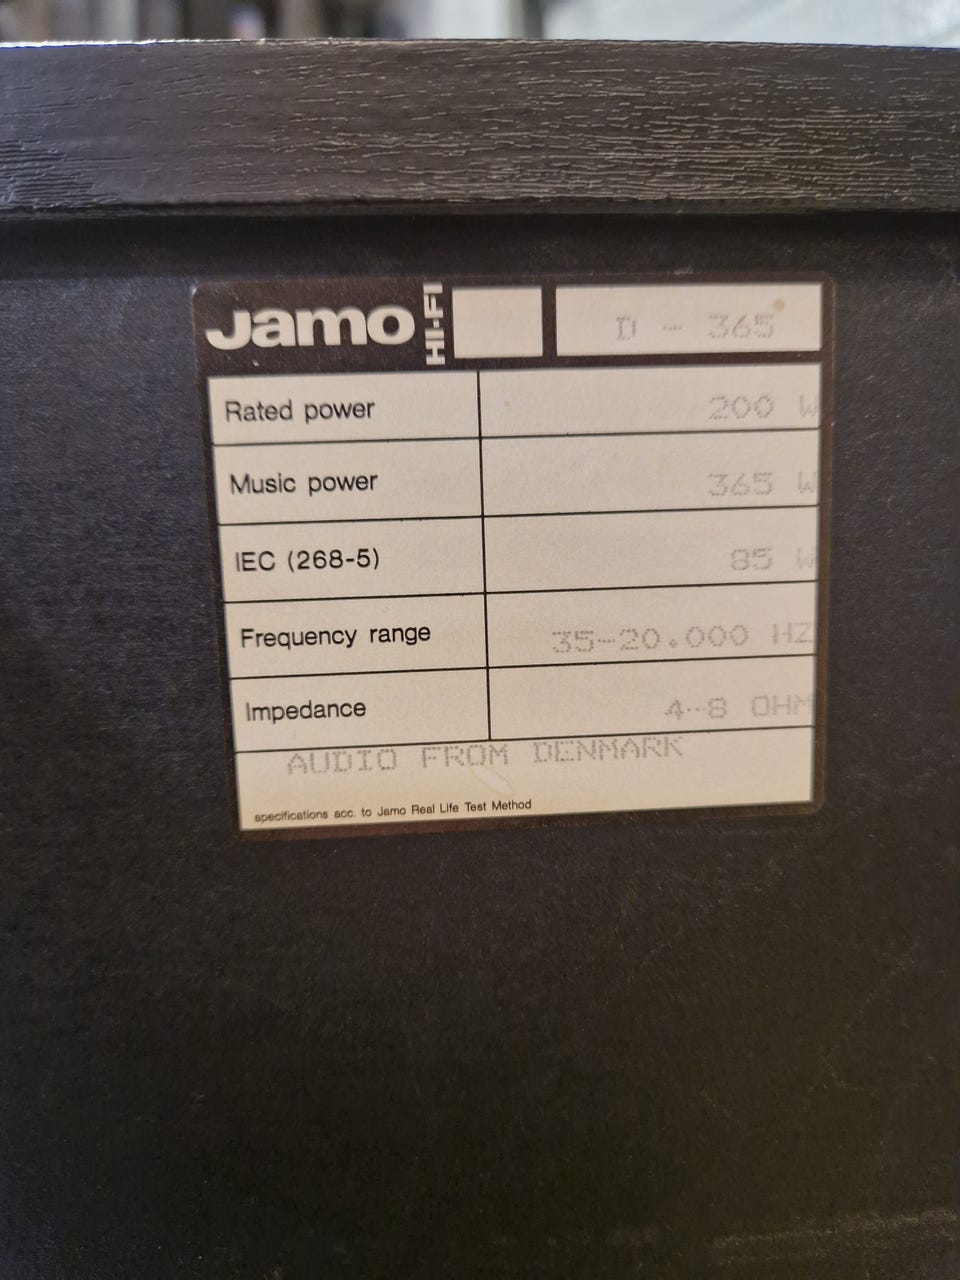 Jamo HI-FI D - 365
Rated power 200 W
Music power 365 W
IEC (268-5) 85 W
Frequency range 35-20.000 HZ
Impedance 4-8 OHM
AUDIO FROM DENMARK
specifications acc. to Jamo Real Life Test Method